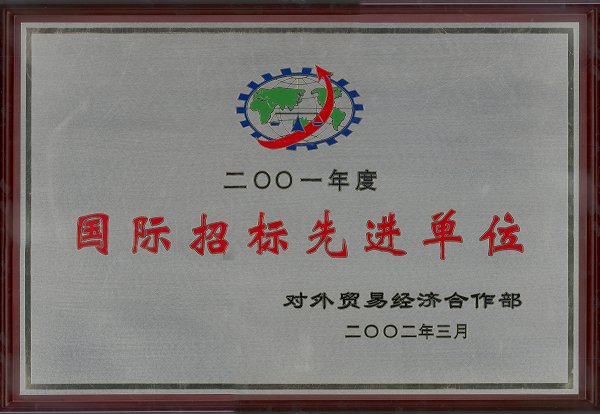 二〇〇一年度
国际招标先进单位
对外贸易经济合作部
二〇〇二年三月